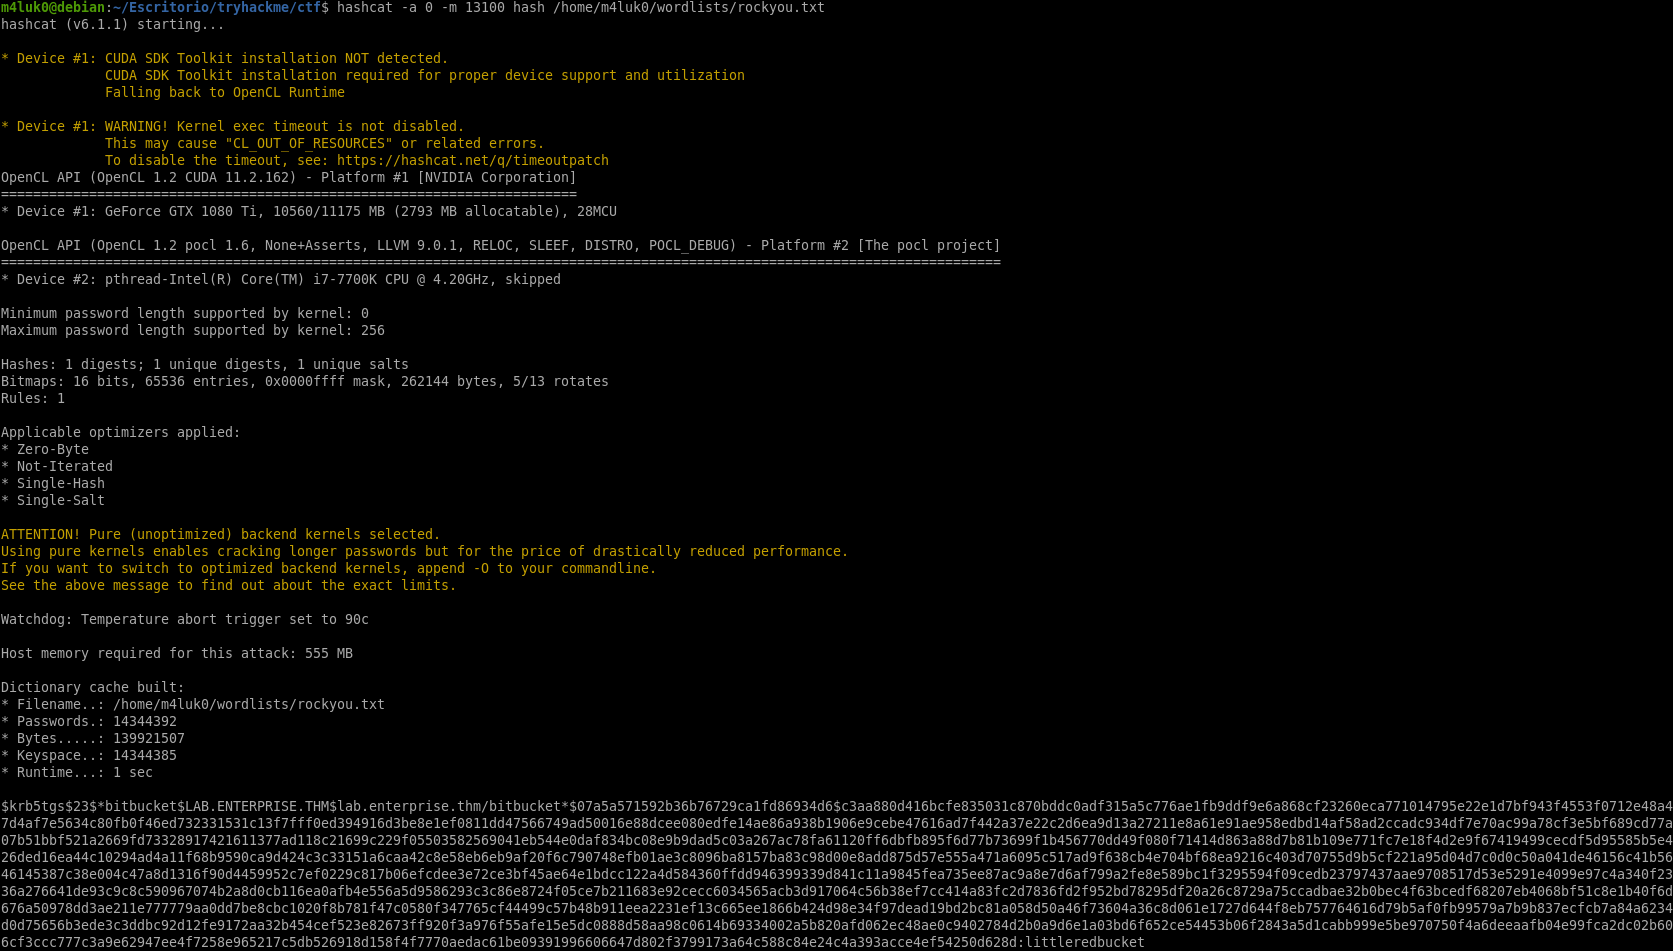 m4luk0@debian:~/Escritorio/tryhackme/ctf$ hashcat -a 0 -m 13100 hash /home/m4luk0/wordlists/rockyou.txt
hashcat (v6.1.1) starting...
* Device #1: CUDA SDK Toolkit installation NOT detected.
CUDA SDK Toolkit installation required for proper device support and utilization
Falling back to OpenCL Runtime
* Device #1: WARNING! Kernel exec timeout is not disabled.
This may cause "CL_OUT_OF_RESOURCES" or related errors.
To disable the timeout, see: https://hashcat.net/q/timeoutpatch
OpenCL API (OpenCL 1.2 CUDA 11.2.162) - Platform #1 [NVIDIA Corporation]
========================================================================
* Device #1: GeForce GTX 1080 Ti, 10560/11175 MB (2793 MB allocatable), 28MCU
OpenCL API (OpenCL 1.2 pocl 1.6, None+Asserts, LLVM 9.0.1, RELOC, SLEEF, DISTRO, POCL_DEBUG) - Platform #2 [The pocl project]
=============================================================================================================================
* Device #2: pthread-Intel(R) Core(TM) i7-7700K CPU @ 4.20GHz, skipped
Minimum password length supported by kernel: 0
Maximum password length supported by kernel: 256
Hashes: 1 digests; 1 unique digests, 1 unique salts
Bitmaps: 16 bits, 65536 entries, 0x0000ffff mask, 262144 bytes, 5/13 rotates
Rules: 1
Applicable optimizers applied:
* Zero-Byte
* Not-Iterated
* Single-Hash
* Single-Salt
ATTENTION! Pure (unoptimized) backend kernels selected.
Using pure kernels enables cracking longer passwords but for the price of drastically reduced performance.
If you want to switch to optimized backend kernels, append -O to your commandline.
See the above message to find out about the exact limits.
Watchdog: Temperature abort trigger set to 90c
Host memory required for this attack: 555 MB
Dictionary cache built:
* Filename..: /home/m4luk0/wordlists/rockyou.txt
* Passwords.: 14344392
* Bytes.....: 139921507
* Keyspace..: 14344385
* Runtime...: 1 sec
$krb5tgs$23$*bitbucket$LAB.ENTERPRISE.THM$lab.enterprise.thm/bitbucket*$07a5a571592b36b76729ca1fd86934d6$c3aa880d416bcfe835031c870bddc0adf315a5c776ae1fb9ddf9e6a868cf23260eca771014795e22e1d7bf943f4553f0712e48a4
7d4af7e5634c80fb0f46ed732331531c13f7fff0ed394916d3be8e1ef0811dd47566749ad50016e88dcee080edfe14ae86a938b1906e9cebe47616ad7f442a37e22c2d6ea9d13a27211e8a61e91ae958edbd14af58ad2ccadc934df7e70ac99a78cf3e5bf689cd77a
07b51bbf521a2669fd73328917421611377ad118c21699c229f05503582569041eb544e0daf834bc08e9b9dad5c03a267ac78fa61120ff6dbfb895f6d77b73699f1b456770dd49f080f71414d863a88d7b81b109e771fc7e18f4d2e9f67419499cecdf5d95585b5e4
26ded16ea44c10294ad4a11f68b9590ca9d424c3c33151a6caa42c8e58eb6eb9af20f6c790748efb01ae3c8096ba8157ba83c98d00e8add875d57e555a471a6095c517ad9f638cb4e704bf68ea9216c403d70755d9b5cf221a95d04d7c0d0c50a041de46156c41b56
46145387c38e004c47a8d1316f90d4459952c7ef0229c817b06efcdee3e72ce3bf45ae64e1bdcc122a4d584360ffdd946399339d841c11a9845fea735ee87ac9a8e7d6af799a2fe8e589bc1f3295594f09cedb23797437aae9708517d53e5291e4099e97c4a340f23
36a276641de93c9c8c590967074b2a8d0cb116ea0afb4e556a5d9586293c3c86e8724f05ce7b211683e92cecc6034565acb3d917064c56b38ef7cc414a83fc2d7836fd2f952bd78295df20a26c8729a75ccadbae32b0bec4f63bcedf68207eb4068bf51c8e1b40f6d
676a50978dd3ae211e777779aa0dd7be8cbc1020f8b781f47c0580f347765cf44499c57b48b911eea2231ef13c665ee1866b424d98e34f97dead19bd2bc81a058d50a46f73604a36c8d061e1727d644f8eb757764616d79b5af0fb99579a7b9b837ecfcb7a84a6234
d0d75656b3ede3c3ddbc92d12fe9172aa32b454cef523e82673ff920f3a976f55afe15e5dc0888d58aa98c0614b69334002a5b820afd062ec48ae0c9402784d2b0a9d6e1a03bd6f652ce54453b06f2843a5d1cabb999e5be970750f4a6deeaafb04e99fca2dc02b60
6cf3ccc777c3a9e62947ee4f7258e965217c5db526918d158f4f7770aedac61be09391996606647d802f3799173a64c588c84e24c4a393acce4ef54250d628d:littleredbucket